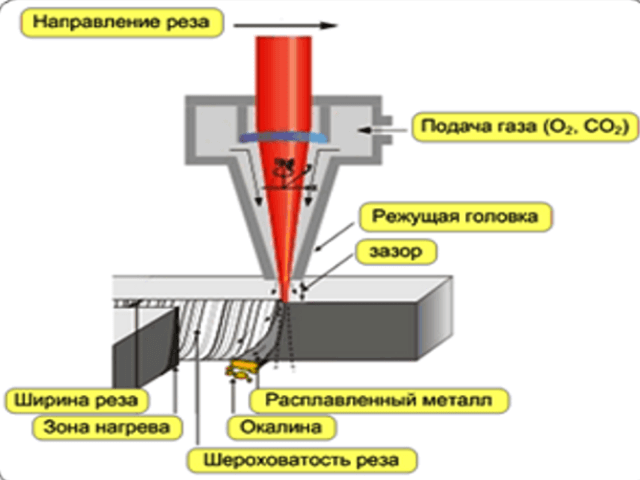 Направление реза
Подача газа (O₂, CO₂)
Режущая головка
зазор
Ширина реза
Расплавленный металл
Зона нагрева
Окалина
Шероховатость реза